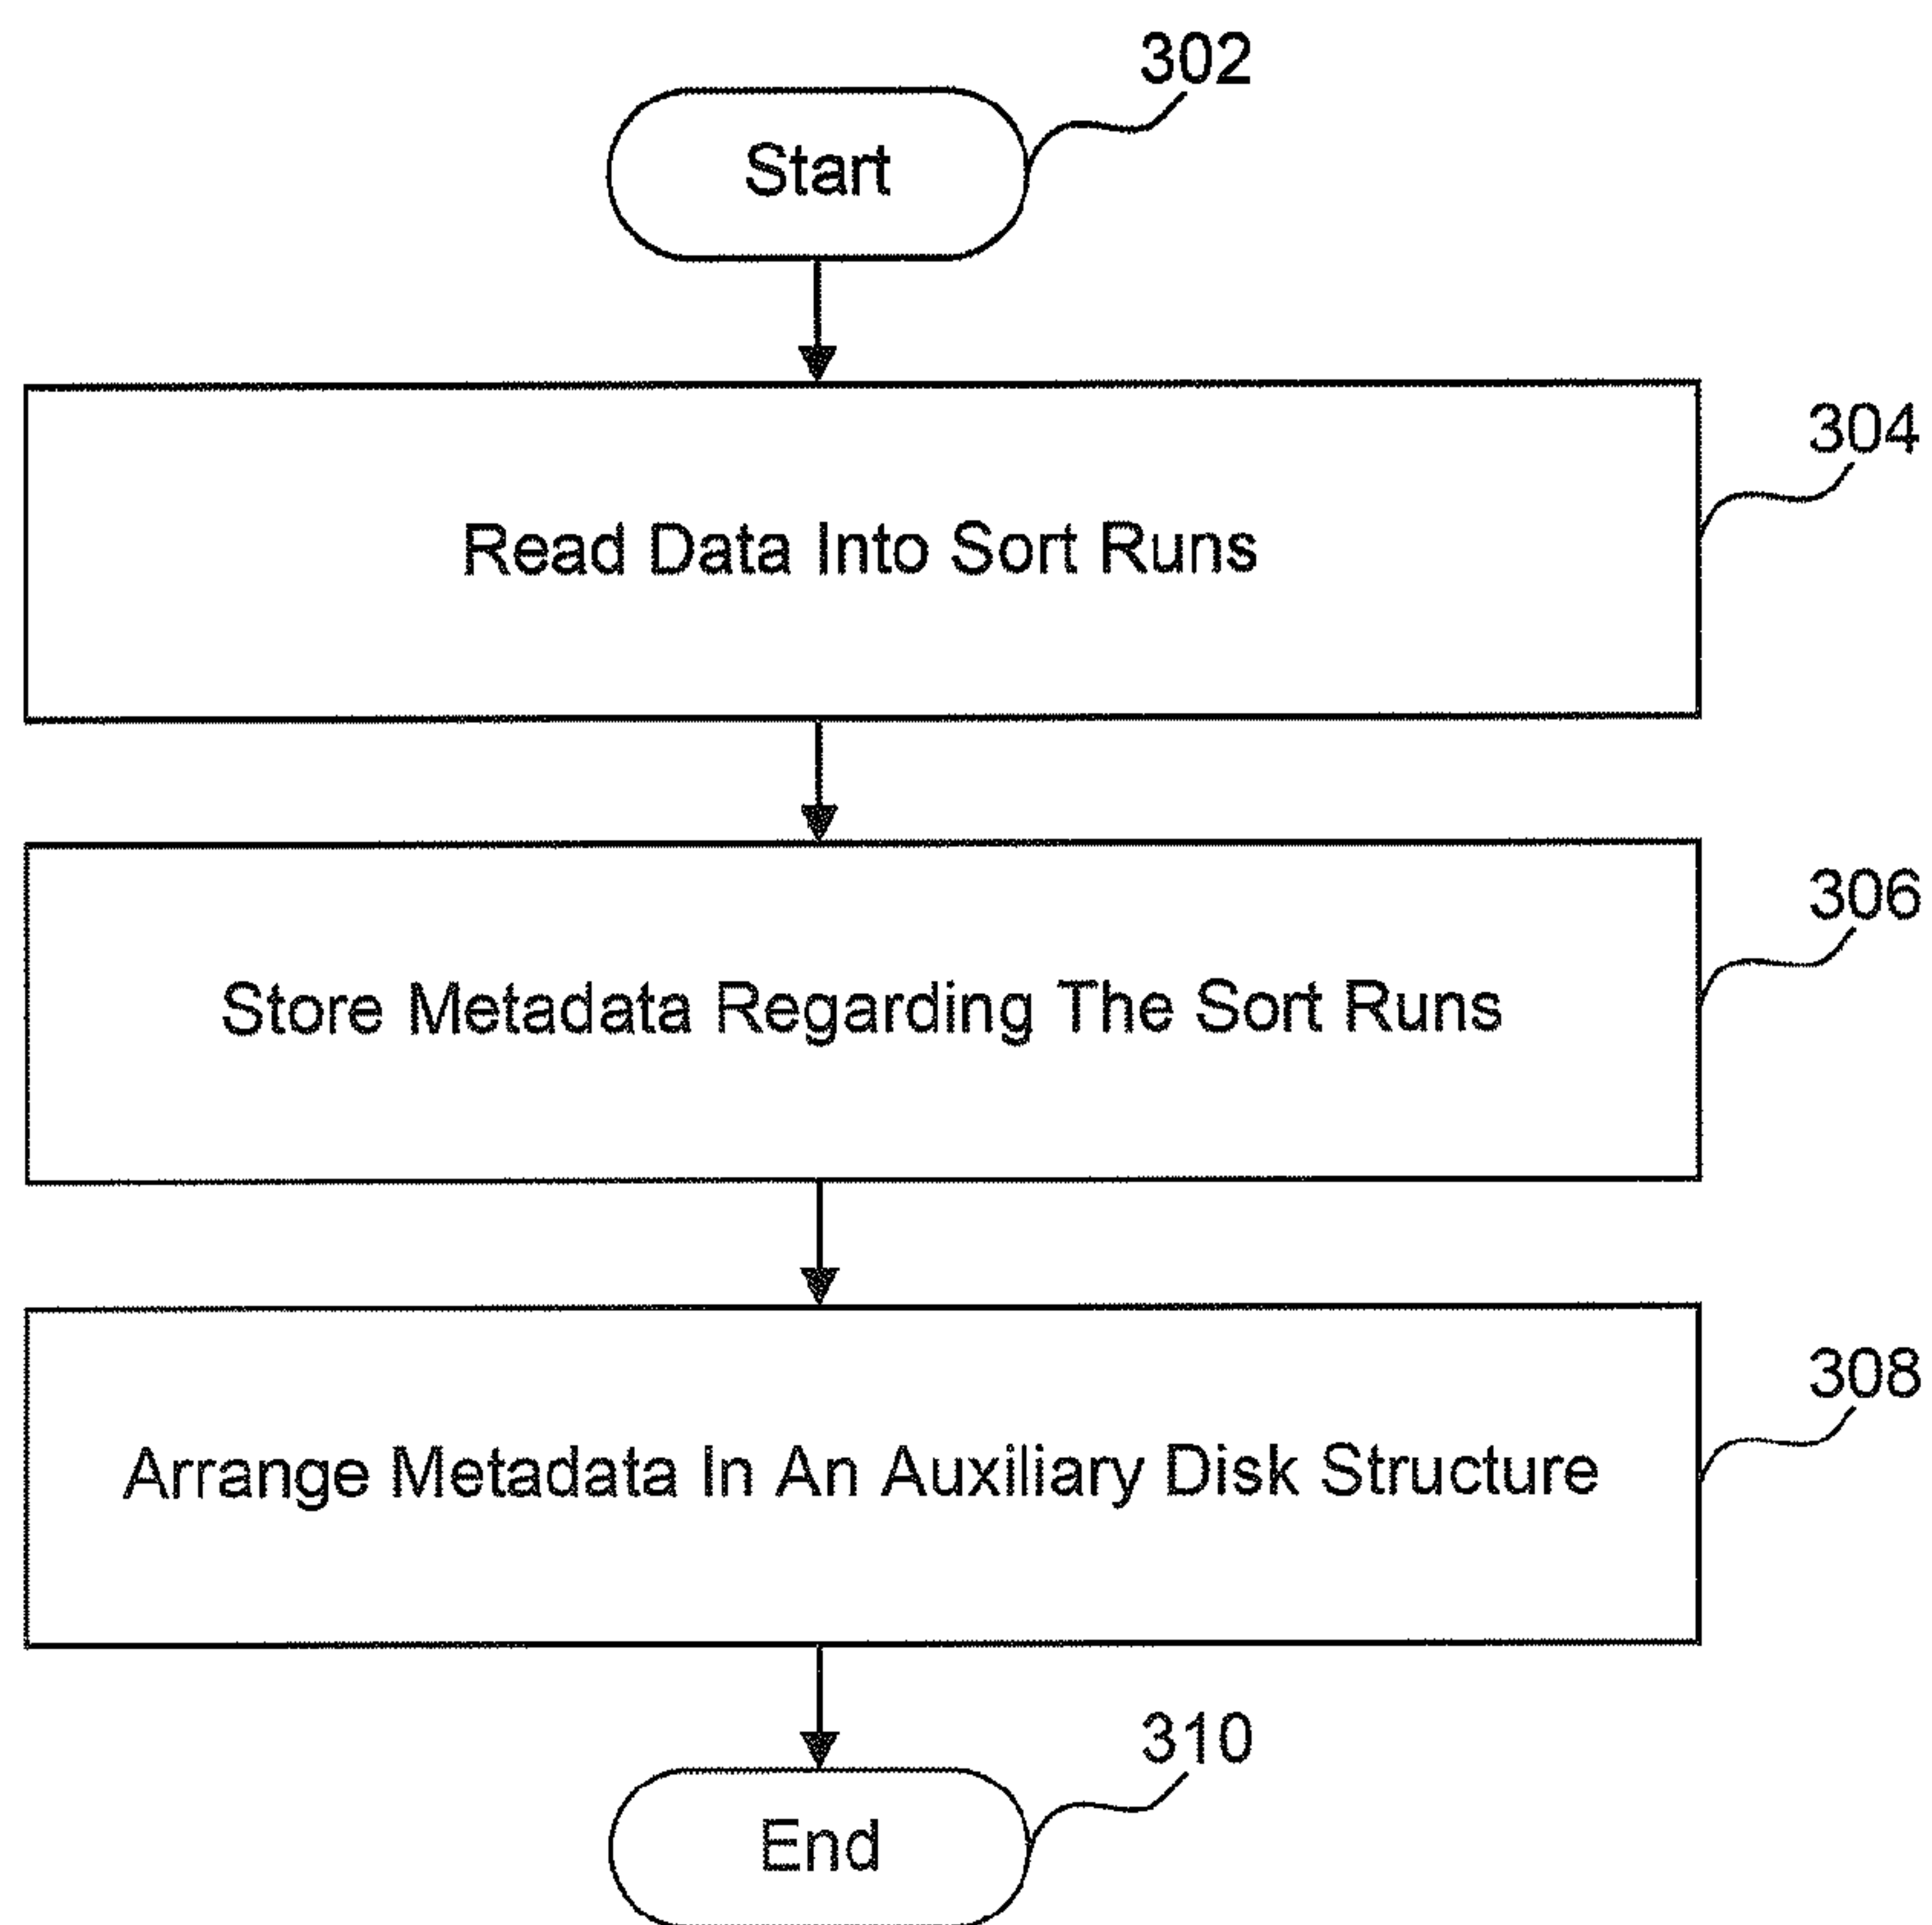 302
Start
304
Read Data Into Sort Runs
306
Store Metadata Regarding The Sort Runs
308
Arrange Metadata In An Auxiliary Disk Structure
310
End